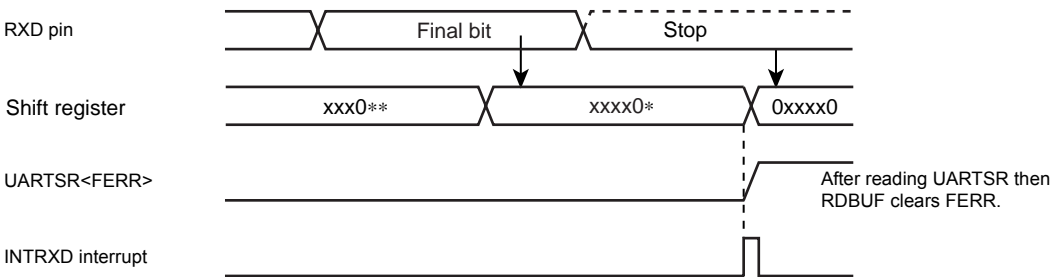 RXD pin
Final bit
Stop
Shift register
xxx0**
xxxx0*
0xxxx0
UARTSR<FERR>
After reading UARTSR then
RDBUF clears FERR.
INTRXD interrupt